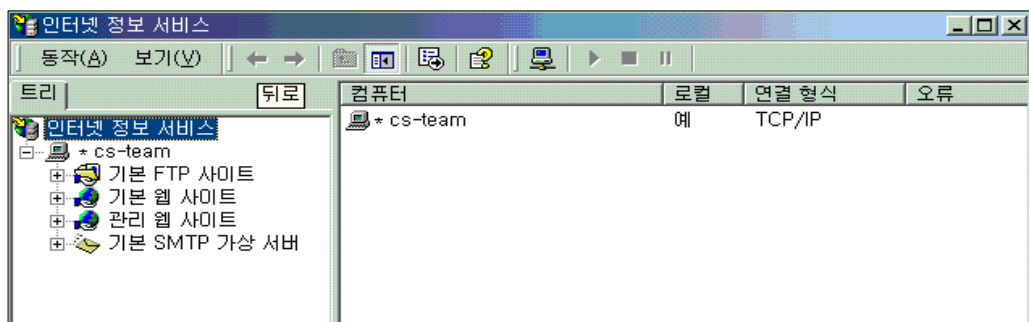 인터넷 정보 서비스
동작(A) 보기(V)
트리 뒤로 컴퓨터 로컬 연결 형식 오류
인터넷 정보 서비스 * cs-team 예 TCP/IP
* cs-team
기본 FTP 사이트
기본 웹 사이트
관리 웹 사이트
기본 SMTP 가상 서버